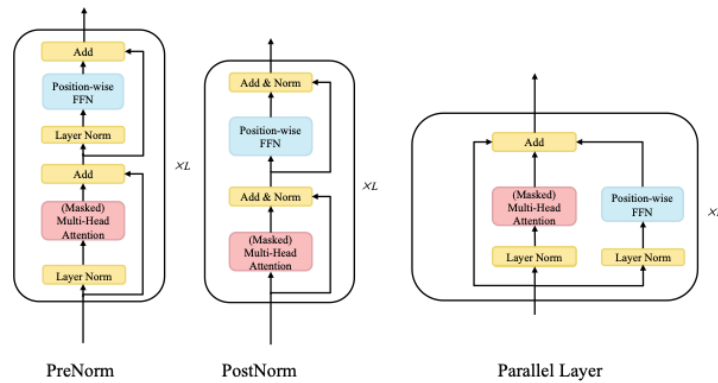 Add
Position-wise
FFN
Layer Norm
Add
(Masked)
Multi-Head
Attention
Layer Norm
×L
PreNorm
Add & Norm
Position-wise
FFN
Add & Norm
(Masked)
Multi-Head
Attention
×L
PostNorm
Add
(Masked)
Multi-Head
Attention
Position-wise
FFN
Layer Norm
Layer Norm
Parallel Layer